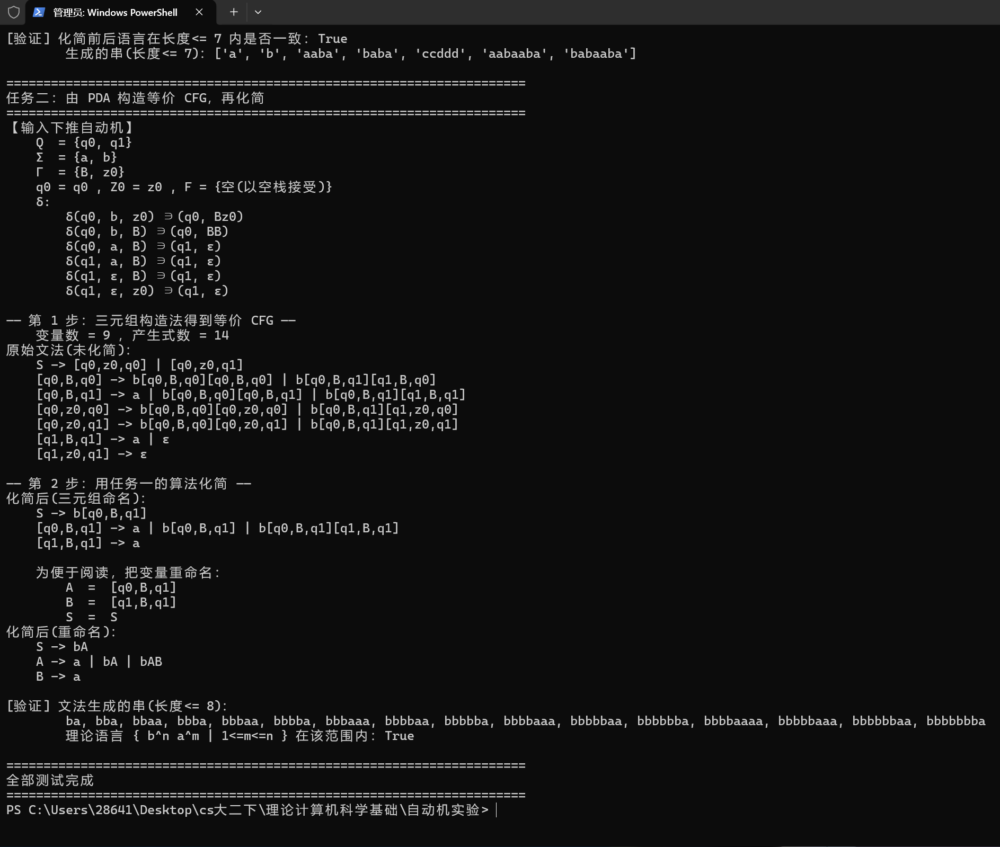 管理员: Windows PowerShell
[验证] 化简前后语言在长度<= 7 内是否一致: True
生成的串(长度<= 7): ['a', 'b', 'aaba', 'baba', 'ccddd', 'aabaaba', 'babaaba']
======================================================================
任务二: 由 PDA 构造等价 CFG, 再化简
======================================================================
【输入下推自动机】
Q  = {q0, q1}
Σ  = {a, b}
Γ  = {B, z0}
q0 = q0 , Z0 = z0 , F = {空(以空栈接受)}
δ:
δ(q0, b, z0) ∋ (q0, Bz0)
δ(q0, b, B) ∋ (q0, BB)
δ(q0, a, B) ∋ (q1, ε)
δ(q1, a, B) ∋ (q1, ε)
δ(q1, ε, B) ∋ (q1, ε)
δ(q1, ε, z0) ∋ (q1, ε)
—— 第 1 步: 三元组构造法得到等价 CFG ——
变量数 = 9 , 产生式数 = 14
原始文法(未化简):
S -> [q0,z0,q0] | [q0,z0,q1]
[q0,B,q0] -> b[q0,B,q0][q0,B,q0] | b[q0,B,q1][q1,B,q0]
[q0,B,q1] -> a | b[q0,B,q0][q0,B,q1] | b[q0,B,q1][q1,B,q1]
[q0,z0,q0] -> b[q0,B,q0][q0,z0,q0] | b[q0,B,q1][q1,z0,q0]
[q0,z0,q1] -> b[q0,B,q0][q0,z0,q1] | b[q0,B,q1][q1,z0,q1]
[q1,B,q1] -> a | ε
[q1,z0,q1] -> ε
—— 第 2 步: 用任务一的算法化简 ——
化简后(三元组命名):
S -> b[q0,B,q1]
[q0,B,q1] -> a | b[q0,B,q1] | b[q0,B,q1][q1,B,q1]
[q1,B,q1] -> a
为便于阅读, 把变量重命名:
A  =  [q0,B,q1]
B  =  [q1,B,q1]
S  =  S
化简后(重命名):
S -> bA
A -> a | bA | bAB
B -> a
[验证] 文法生成的串(长度<= 8):
ba, bba, bbaa, bbba, bbbaa, bbbba, bbbaaa, bbbbaa, bbbbba, bbbbaaa, bbbbbaa, bbbbbba, bbbbaaaa, bbbbbaaa, bbbbbbaa, bbbbbbba
理论语言 { b^n a^m | 1<=m<=n } 在该范围内: True
======================================================================
全部测试完成
======================================================================
PS C:\Users\28641\Desktop\cs大二下\理论计算机科学基础\自动机实验>